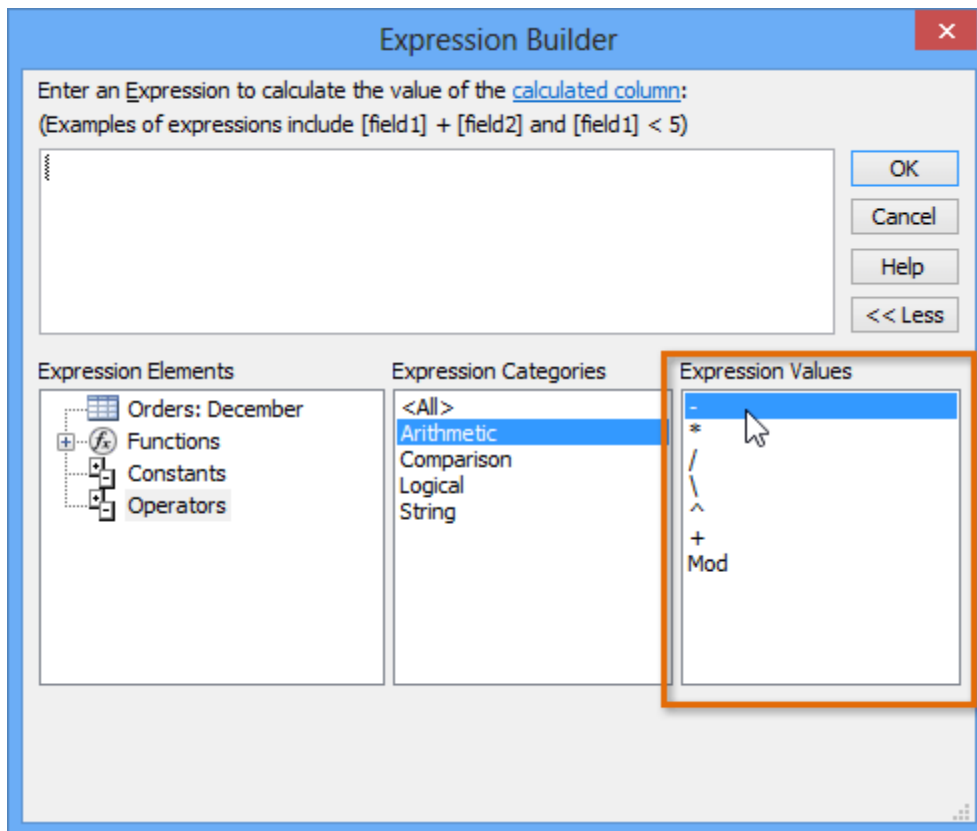 Expression Builder
Enter an Expression to calculate the value of the calculated column:
(Examples of expressions include [field1] + [field2] and [field1] < 5)
OK
Cancel
Help
<< Less
Expression Elements
Orders: December
Functions
Constants
Operators
Expression Categories
<All>
Arithmetic
Comparison
Logical
String
Expression Values
-
*
/
\
^
+
Mod